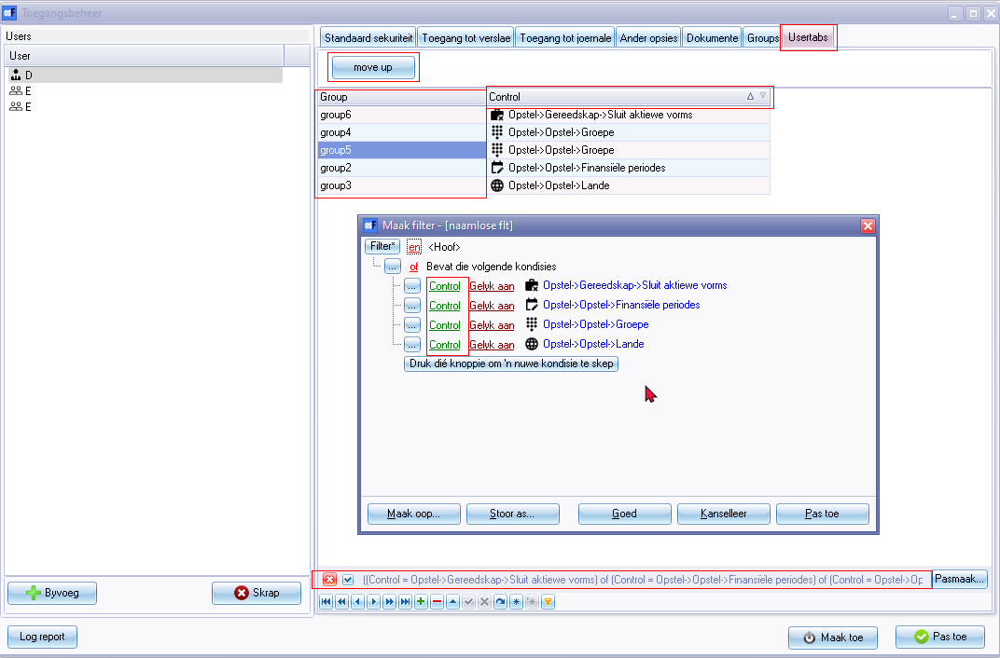 Toegangsbeheer
Users
User
D
E
E
Byvoeg
Skrap
Standaard sekuriteit Toegang tot verslae Toegang tot joernale Ander opsies Dokumente Groups Usertabs
move up
Group Control
group6 Opstel->Gereedskap->Sluit aktiewe vorms
group4 Opstel->Opstel->Groepe
group5 Opstel->Opstel->Groepe
group2 Opstel->Opstel->Finansiële periodes
group3 Opstel->Opstel->Lande
Maak filter - [naamlose flt]
Filter* en <Hoof>
... of Bevat die volgende kondisies
... Control Gelyk aan Opstel->Gereedskap->Sluit aktiewe vorms
... Control Gelyk aan Opstel->Opstel->Finansiële periodes
... Control Gelyk aan Opstel->Opstel->Groepe
... Control Gelyk aan Opstel->Opstel->Lande
Druk dié knoppie om 'n nuwe kondisie te skep
Maak oop... Stoor as... Goed Kanselleer Pas toe
((Control = Opstel->Gereedskap->Sluit aktiewe vorms) of (Control = Opstel->Opstel->Finansiële periodes) of (Control = Opstel->Op Pasmaak...
Log report
Maak toe
Pas toe